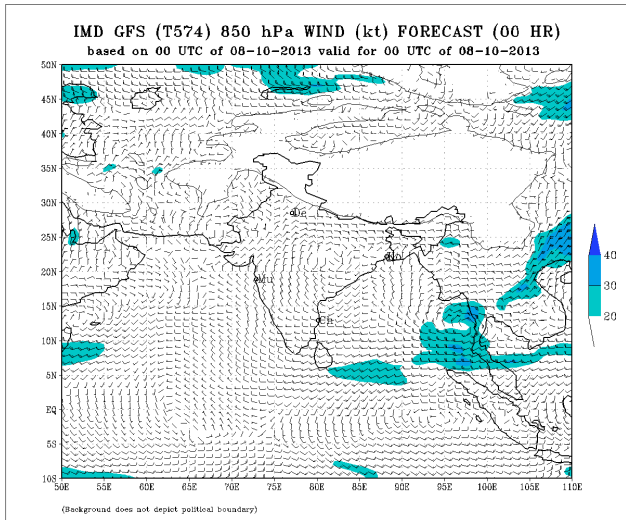 IMD GFS (T574) 850 hPa WIND (kt) FORECAST (00 HR)
based on 00 UTC of 08-10-2013 valid for 00 UTC of 08-10-2013
50N
45N
40N
35N
30N
25N
20N
15N
10N
5N
EQ
5S
10S
De
Mu
Ch
40
30
20
50E 55E 60E 65E 70E 75E 80E 85E 90E 95E 100E 105E 110E
(Background does not depict political boundary)